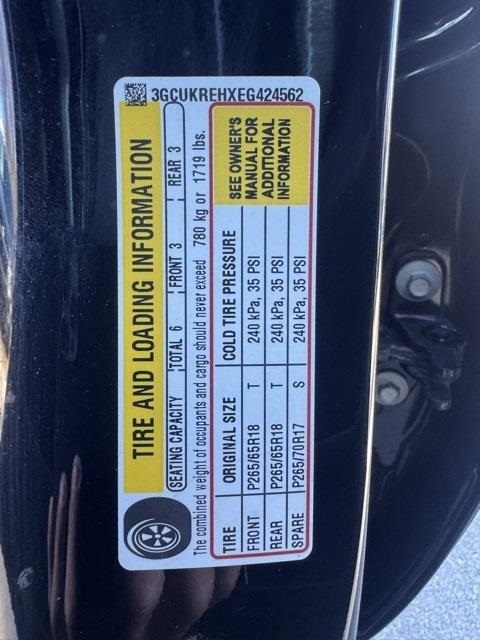 3GCUKREHXEG424562
TIRE AND LOADING INFORMATION
SEATING CAPACITY TOTAL 6 FRONT 3 REAR 3
The combined weight of occupants and cargo should never exceed 780 kg or 1719 lbs.
TIRE ORIGINAL SIZE COLD TIRE PRESSURE
FRONT P265/65R18 T 240 kPa, 35 PSI
REAR P265/65R18 T 240 kPa, 35 PSI
SPARE P265/70R17 S 240 kPa, 35 PSI
SEE OWNER'S
MANUAL FOR
ADDITIONAL
INFORMATION